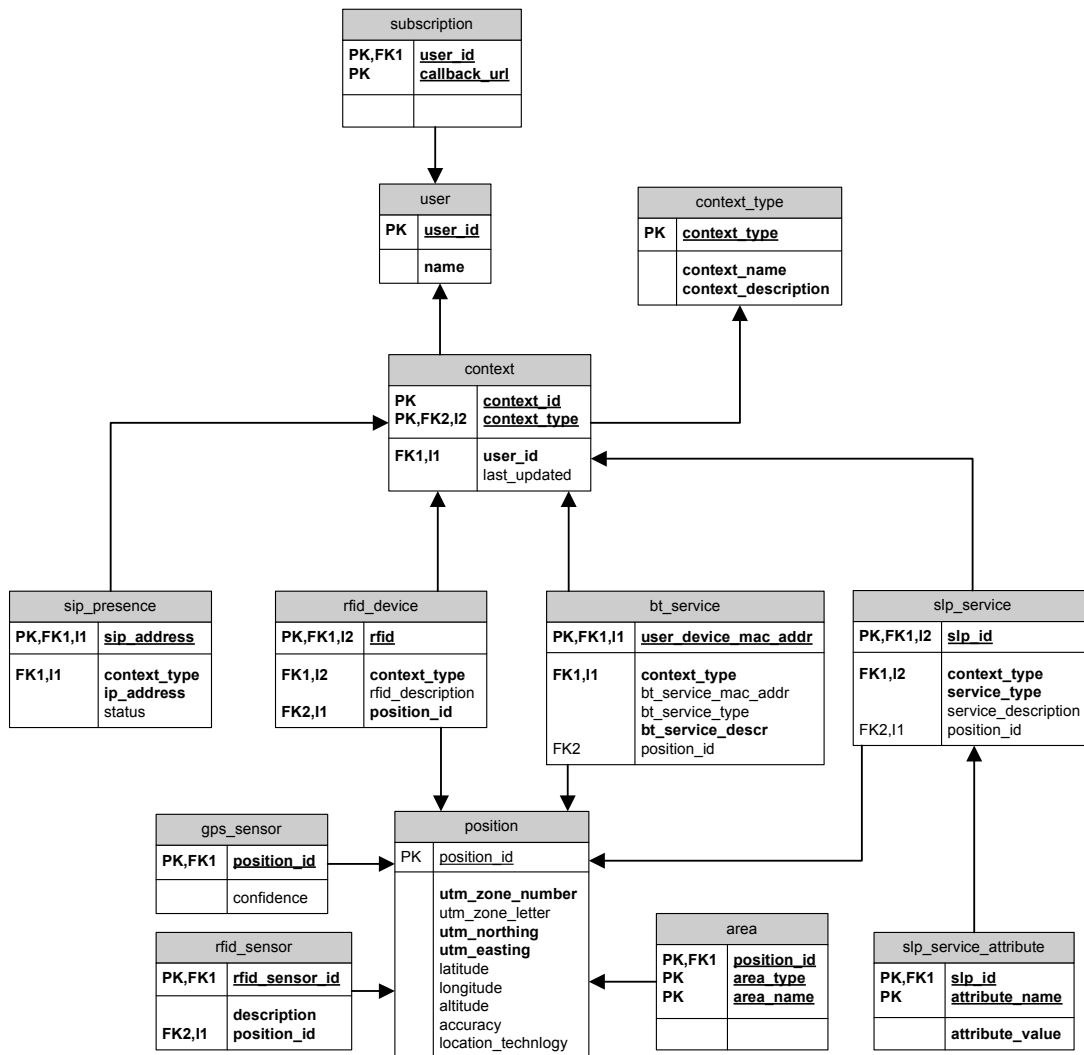 subscription
PK,FK1 user_id
PK callback_url
user
PK user_id
name
context_type
PK context_type
context_name
context_description
context
PK context_id
PK,FK2,I2 context_type
FK1,I1 user_id
last_updated
sip_presence
PK,FK1,I1 sip_address
FK1,I1 context_type
ip_address
status
rfid_device
PK,FK1,I2 rfid
FK1,I2 context_type
rfid_description
FK2,I1 position_id
bt_service
PK,FK1,I1 user_device_mac_addr
FK1,I1 context_type
bt_service_mac_addr
bt_service_type
bt_service_descr
FK2 position_id
slp_service
PK,FK1,I2 slp_id
FK1,I2 context_type
service_type
service_description
FK2,I1 position_id
gps_sensor
PK,FK1 position_id
confidence
position
PK position_id
utm_zone_number
utm_zone_letter
utm_northing
utm_easting
latitude
longitude
altitude
accuracy
location_technlogy
rfid_sensor
PK,FK1 rfid_sensor_id
description
FK2,I1 position_id
area
PK,FK1 position_id
PK area_type
PK area_name
slp_service_attribute
PK,FK1 slp_id
PK attribute_name
attribute_value